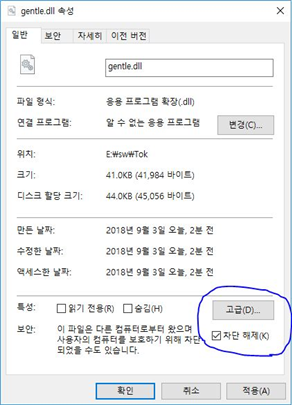 gentle.dll 속성
일반 보안 자세히 이전 버전
gentle.dll
파일 형식: 응용 프로그램 확장(.dll)
연결 프로그램: 알 수 없는 응용 프로그램 변경(C)...
위치: E:\sw\Tok
크기: 41.0KB (41,984 바이트)
디스크 할당 크기: 44.0KB (45,056 바이트)
만든 날짜: 2018년 9월 3일 오늘, 2분 전
수정한 날짜: 2018년 9월 3일 오늘, 2분 전
액세스한 날짜: 2018년 9월 3일 오늘, 2분 전
특성: 읽기 전용(R) 숨김(H) 고급(D)...
보안: 이 파일은 다른 컴퓨터로부터 왔으며
사용자의 컴퓨터를 보호하기 위해 차단
되었을 수도 있습니다.
차단 해제(K)
확인 취소 적용(A)